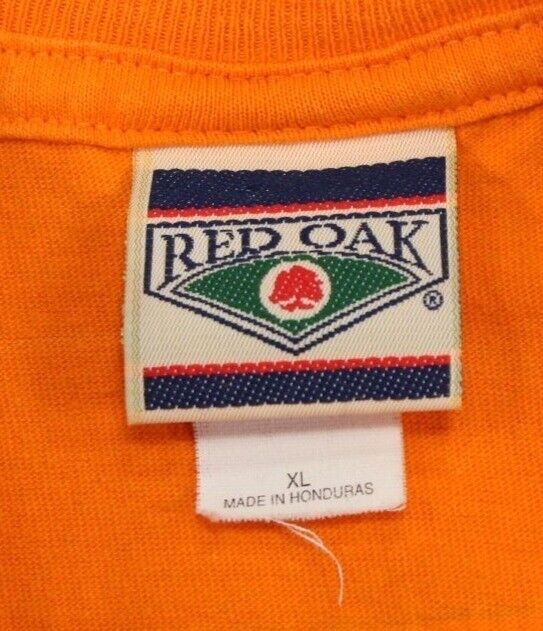 RED OAK
®
XL
MADE IN HONDURAS